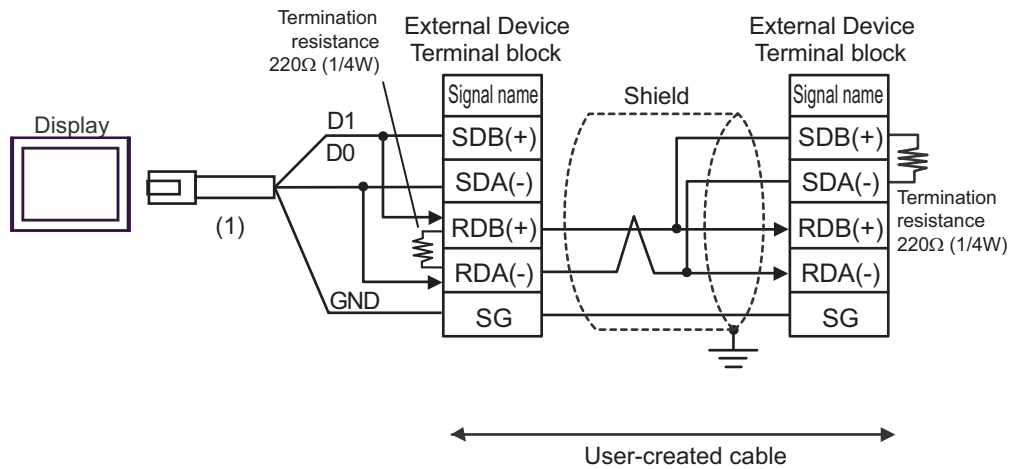 Termination
resistance
220Ω (1/4W)
External Device
Terminal block
External Device
Terminal block
Display
(1)
D1
D0
GND
Signal name
SDB(+)
SDA(-)
RDB(+)
RDA(-)
SG
Shield
Signal name
SDB(+)
SDA(-)
RDB(+)
RDA(-)
SG
Termination
resistance
220Ω (1/4W)
User-created cable